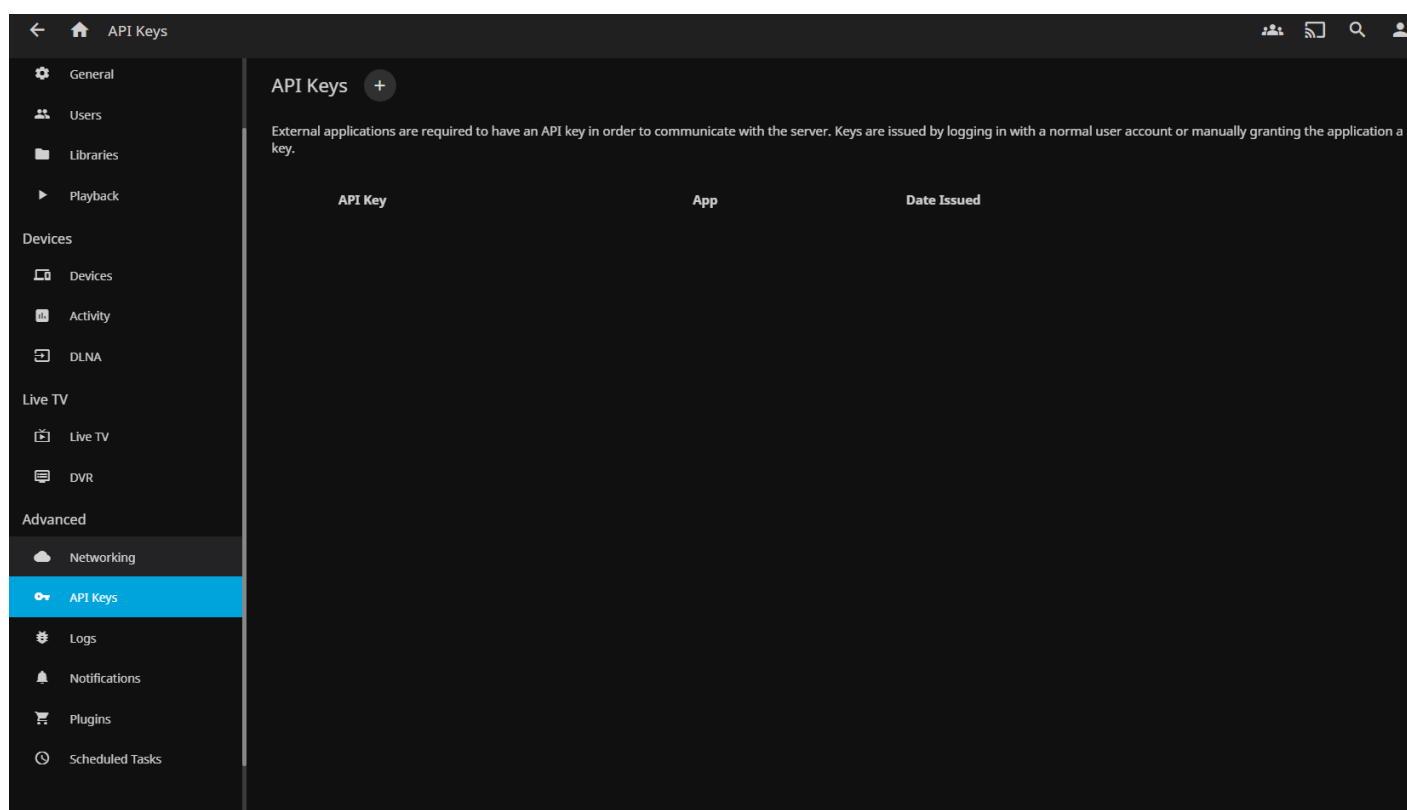 API Keys
General
Users
Libraries
Playback
Devices
Devices
Activity
DLNA
Live TV
Live TV
DVR
Advanced
Networking
API Keys
Logs
Notifications
Plugins
Scheduled Tasks
API Keys +
External applications are required to have an API key in order to communicate with the server. Keys are issued by logging in with a normal user account or manually granting the application a
key.
API Key App Date Issued